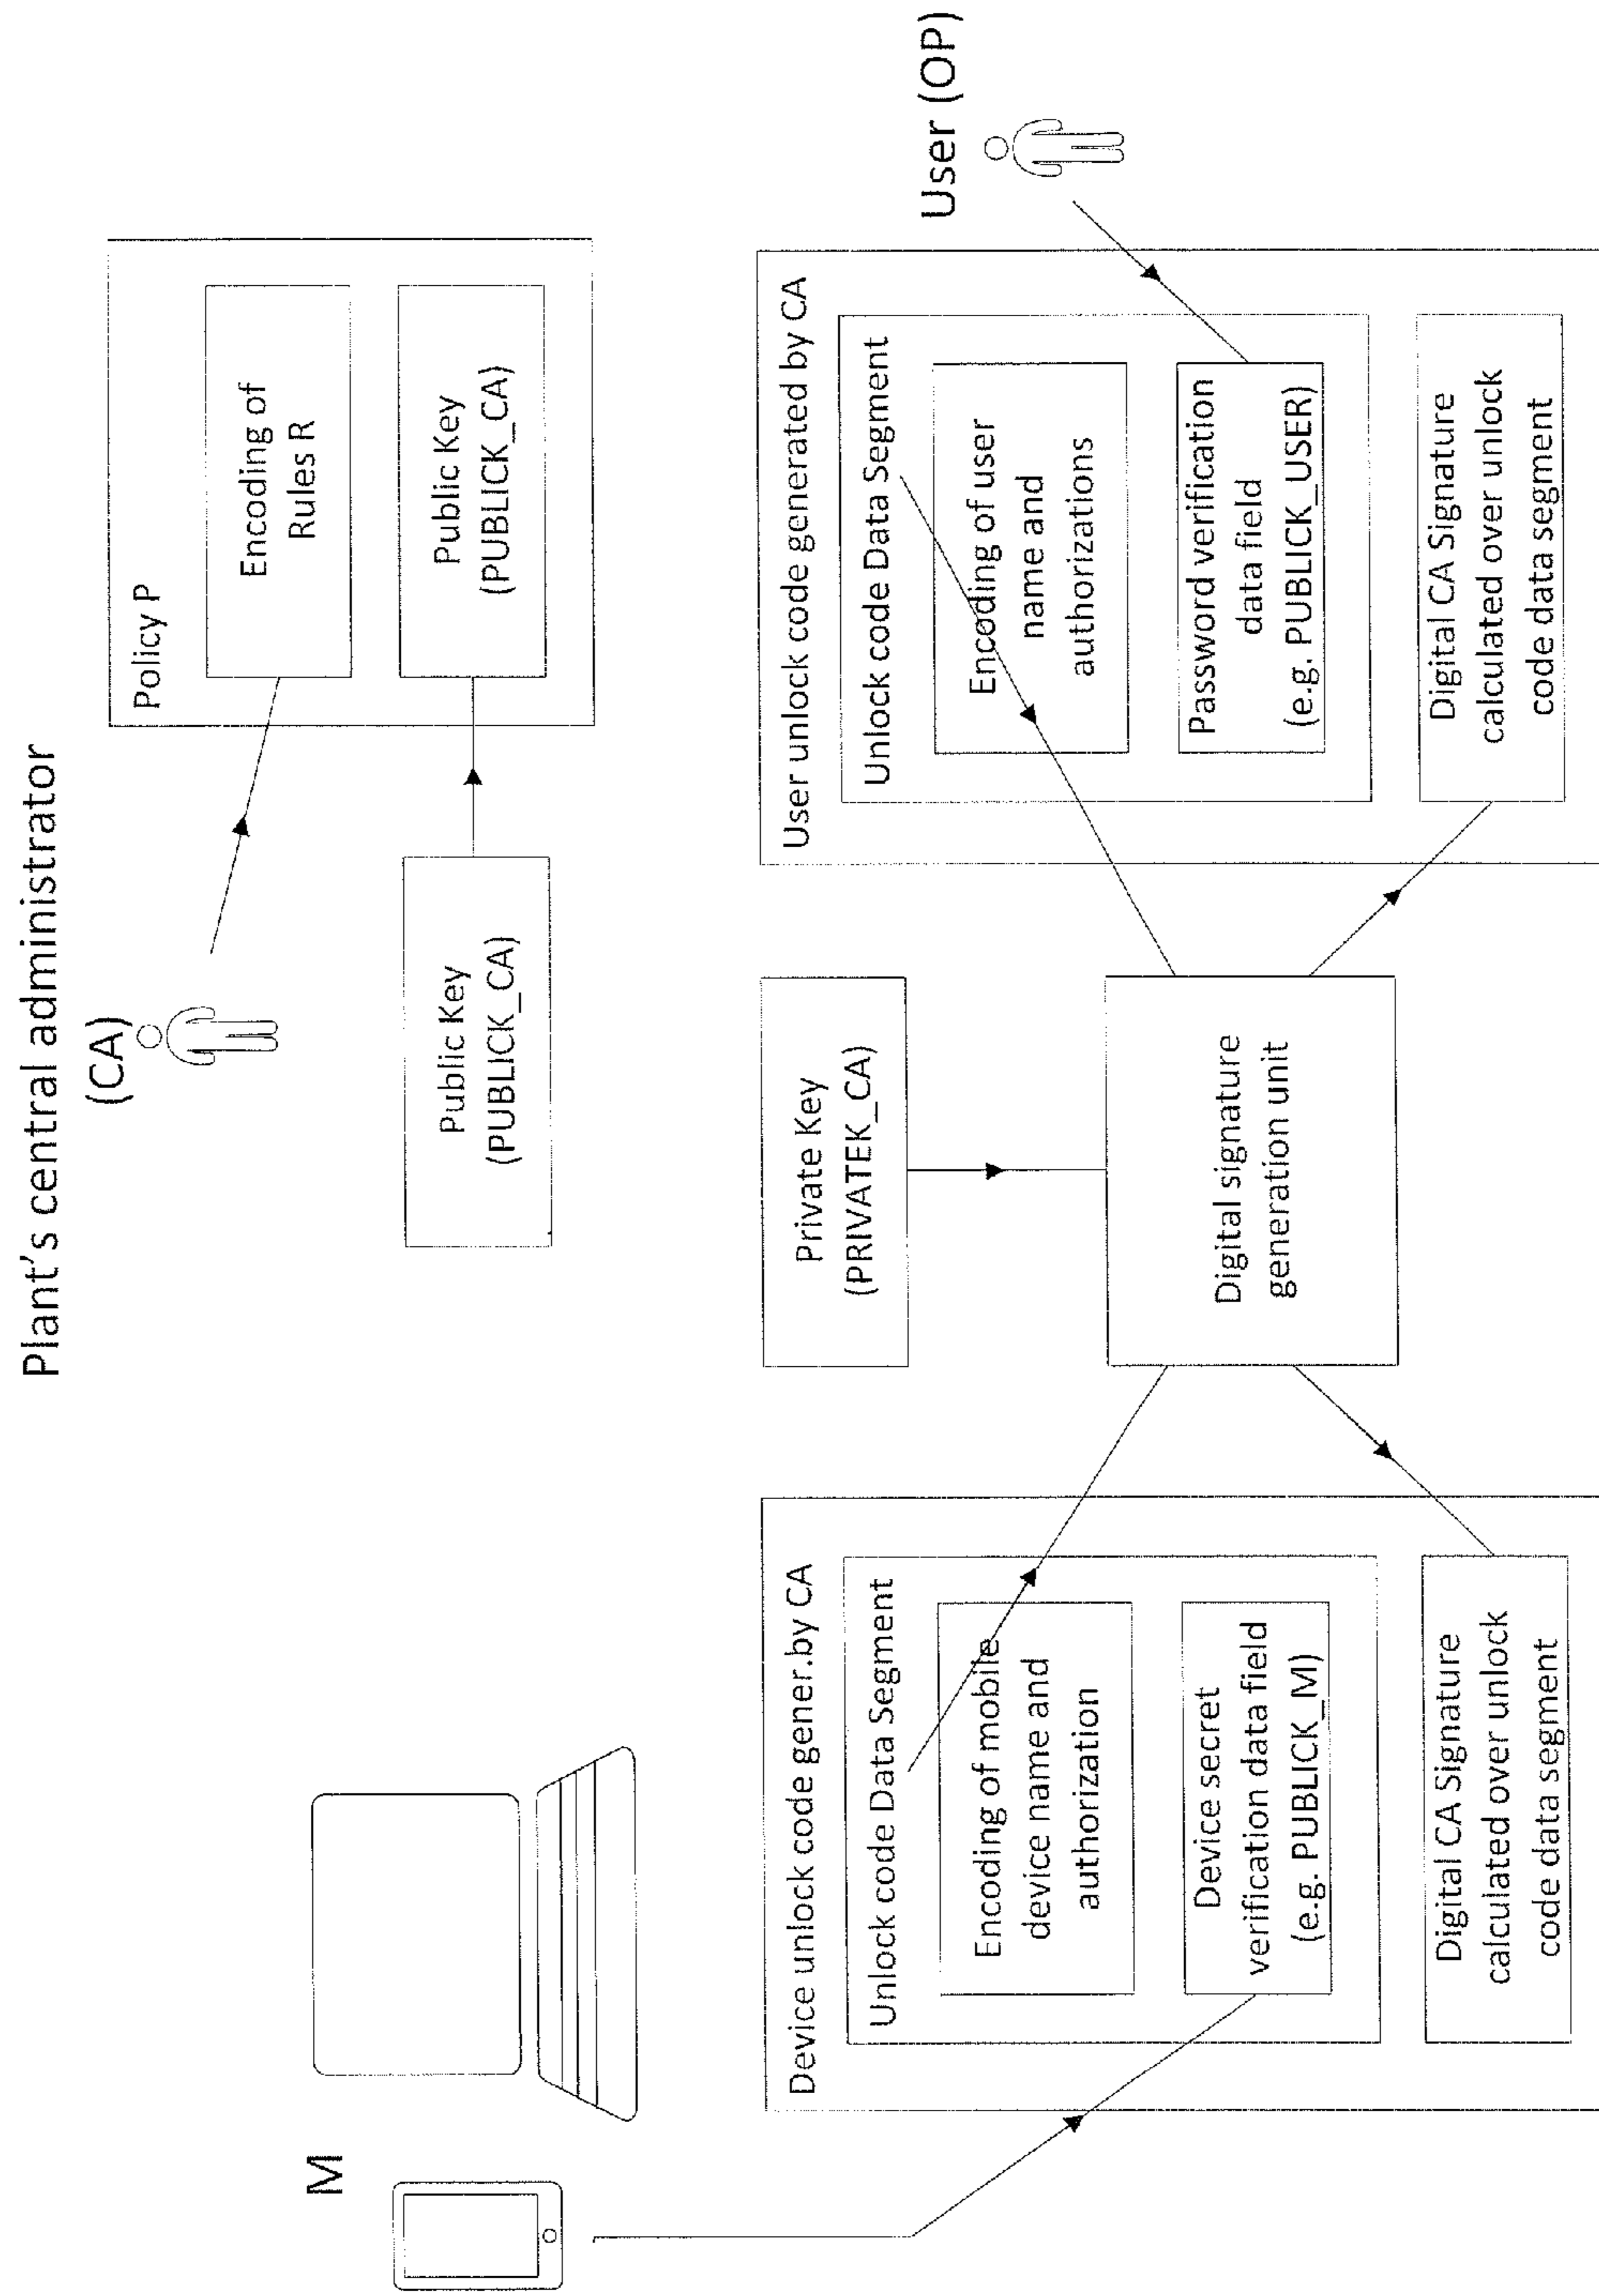 Plant's central administrator
(CA)
Policy P
Encoding of
Rules R
Public Key
(PUBLICK_CA)
Public Key
(PUBLICK_CA)
M
Device unlock code gener.by CA
Unlock code Data Segment
Encoding of mobile
device name and
authorization
Device secret
verification data field
(e.g. PUBLICK_M)
Digital CA Signature
calculated over unlock
code data segment
Private Key
(PRIVATEK_CA)
Digital signature
generation unit
User unlock code generated by CA
Unlock code Data Segment
Encoding of user
name and
authorizations
Password verification
data field
(e.g. PUBLICK_USER)
Digital CA Signature
calculated over unlock
code data segment
User (OP)